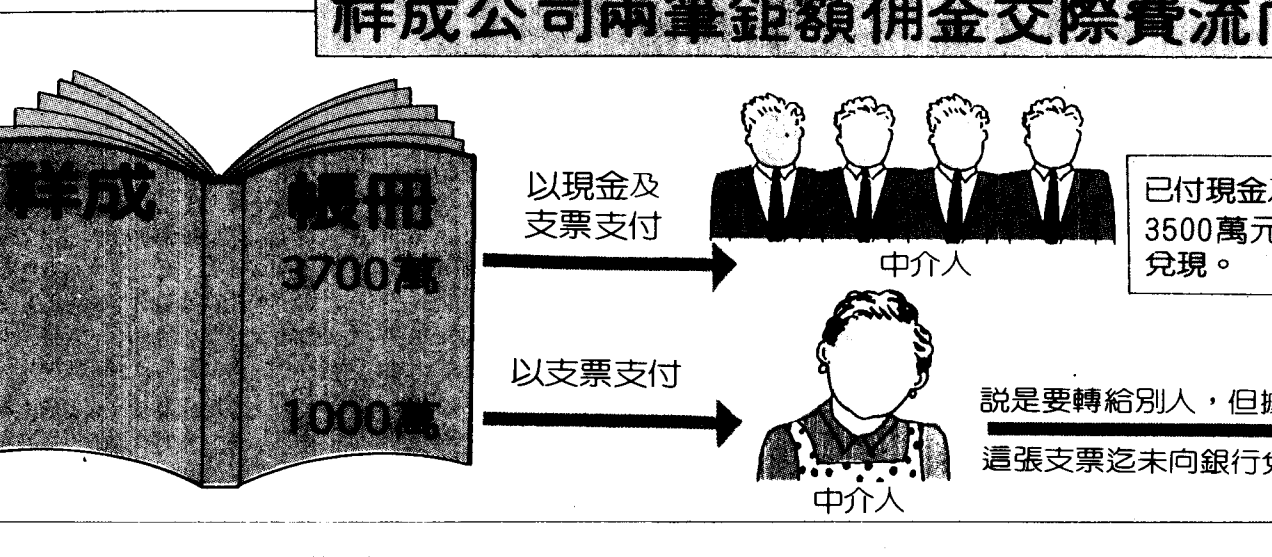 祥成公司兩筆鉅額佣金交際費流
祥成
帳冊
3700萬
1000萬
以現金及
支票支付
中介人
已付現金
3500萬元
兌現。
以支票支付
中介人
説是要轉給別人，但據
這張支票迄未向銀行兌